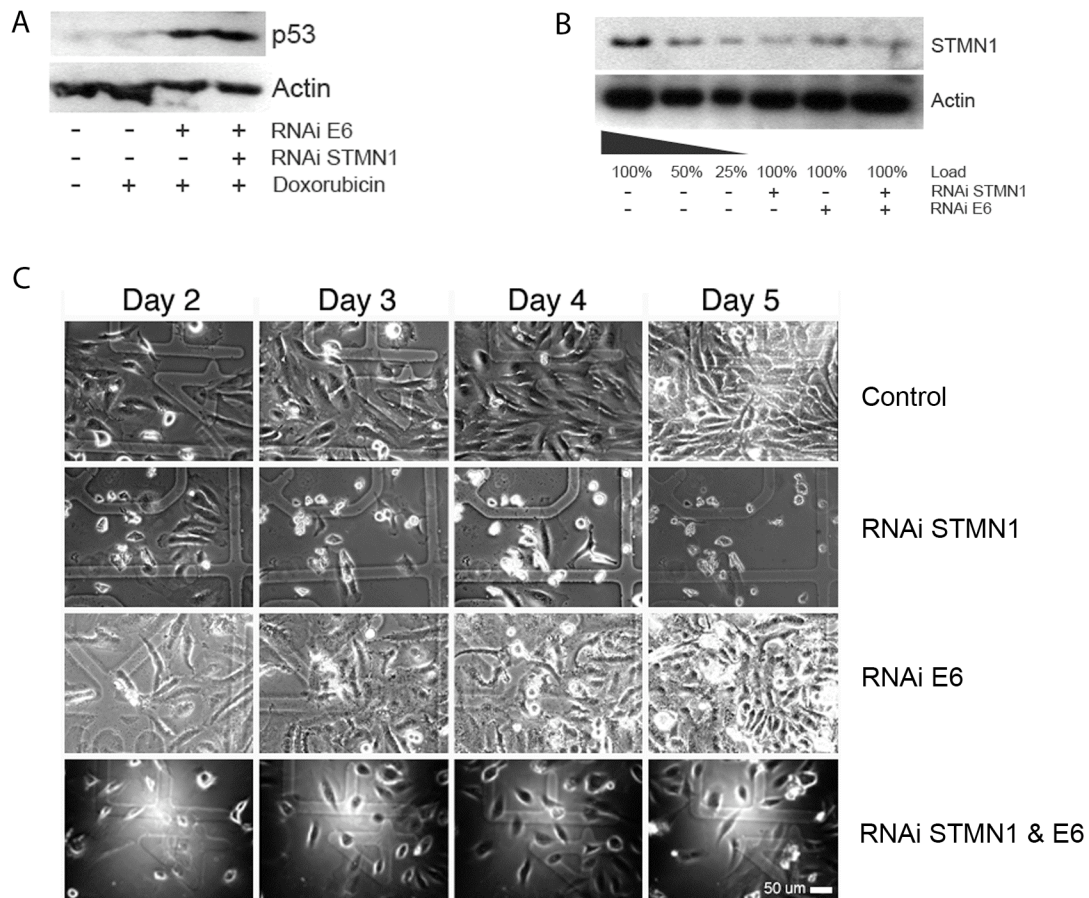 A
p53
Actin
- - + + RNAi E6
- - - + RNAi STMN1
- + + + Doxorubicin
B
STMN1
Actin
100% 50% 25% 100% 100% 100% Load
- - - + - + RNAi STMN1
- - - - + + RNAi E6
C
Day 2 Day 3 Day 4 Day 5
Control
RNAi STMN1
RNAi E6
RNAi STMN1 & E6
50 um